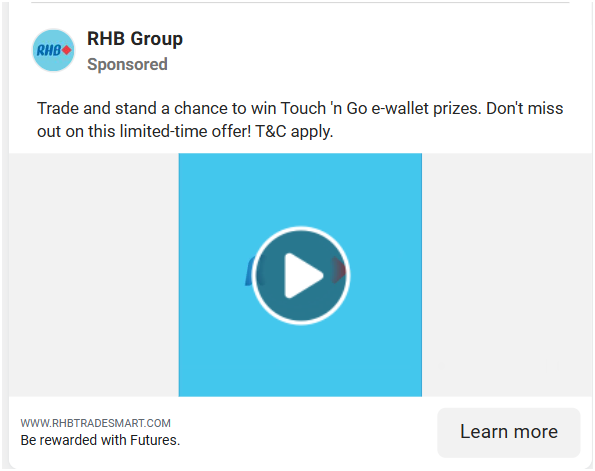 RHB
RHB Group
Sponsored
Trade and stand a chance to win Touch 'n Go e-wallet prizes. Don't miss
out on this limited-time offer! T&C apply.
WWW.RHBTRADESMART.COM
Be rewarded with Futures.
Learn more